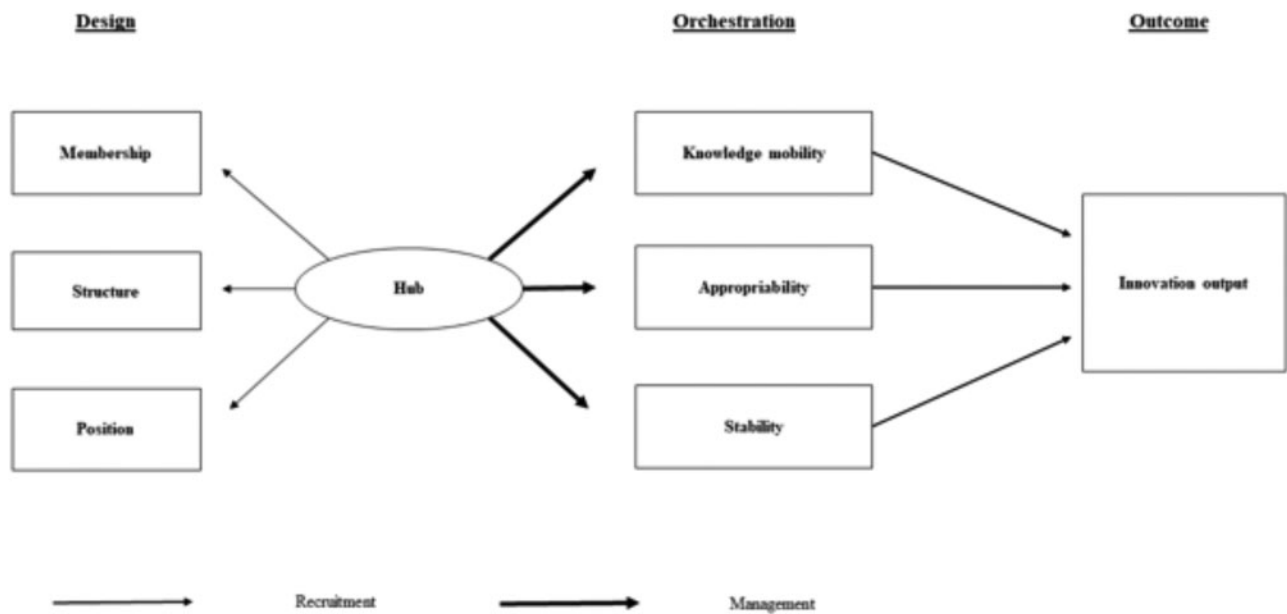 Design
Orchestration
Outcome
Membership
Knowledge mobility
Structure
Hub
Appropriability
Innovation output
Position
Stability
Recruitment
Management